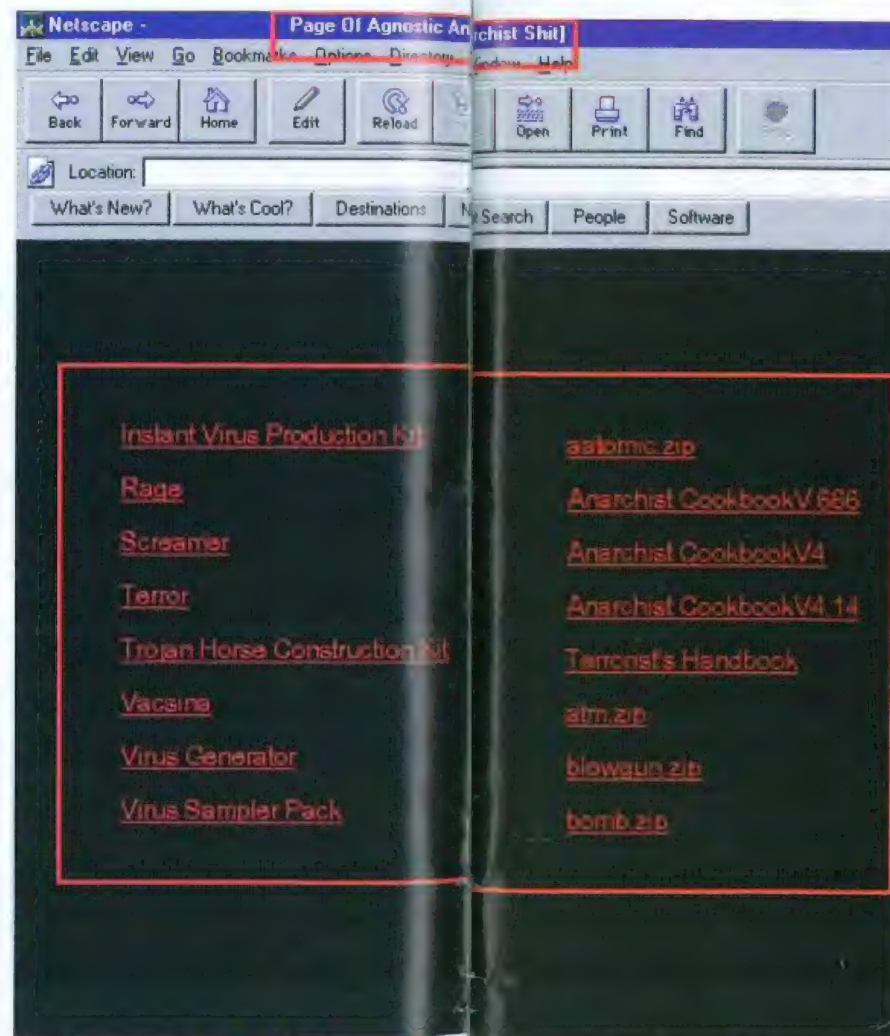 Netscape - Page Of Agnostic Anarchist Shit]
File Edit View Go Bookmarks Options Directory Window Help
Back Forward Home Edit Reload Open Print Find
Location:
What's New? What's Cool? Destinations Search People Software
Instant Virus Production Kit
Rage
Screamer
Terror
Trojan Horse Construction Kit
Vacsina
Virus Generator
Virus Sampler Pack
aatomic.zip
Anarchist CookbookV.666
Anarchist CookbookV4
Anarchist CookbookV4.14
Terrorist's Handbook
atm.zip
blowgun.zip
bomb.zip